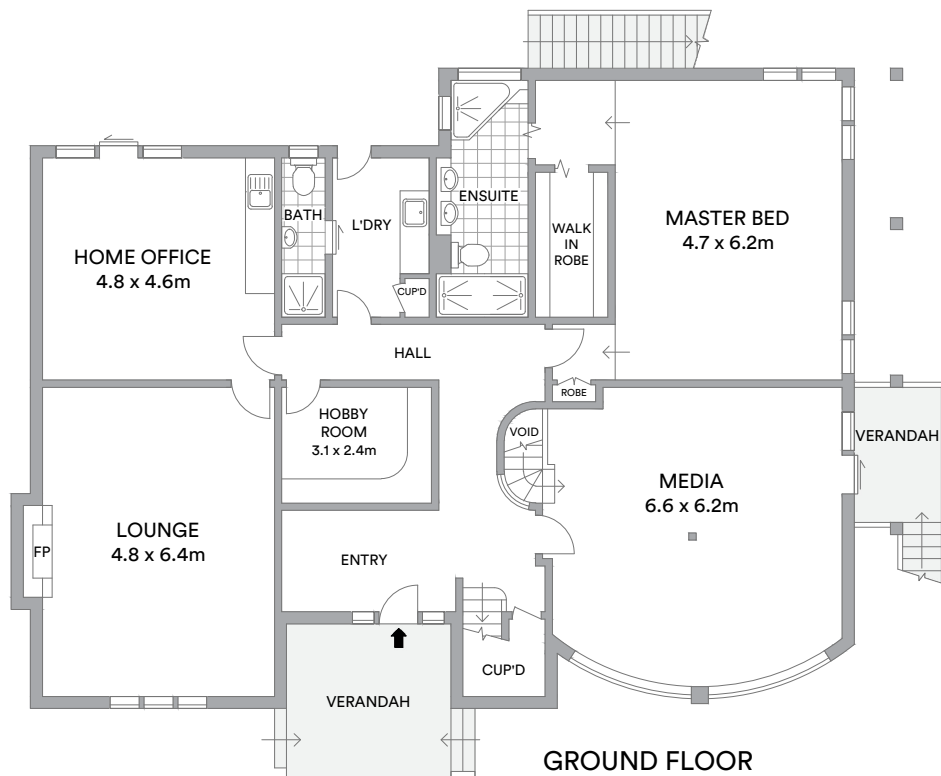 ENSUITE
BATH
L'DRY
MASTER BED
4.7 x 6.2m
WALK
IN
ROBE
HOME OFFICE
4.8 x 4.6m
CUP'D
HALL
ROBE
HOBBY
ROOM
3.1 x 2.4m
VOID
VERANDAH
MEDIA
6.6 x 6.2m
LOUNGE
4.8 x 6.4m
FP
ENTRY
CUP'D
VERANDAH
GROUND FLOOR